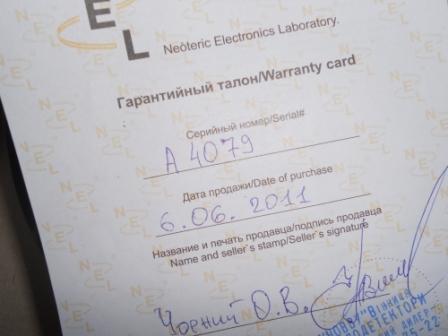 NEL
Neoteric Electronics Laboratory.
Гарантийный талон/Warranty card
Серийный номер/Serial#
А 4079
Дата продажи/Date of purchase
6.06. 2011
Название и печать продавца/подпись продавца
Name and seller`s stamp/Seller`s signature
Чорний О.В.